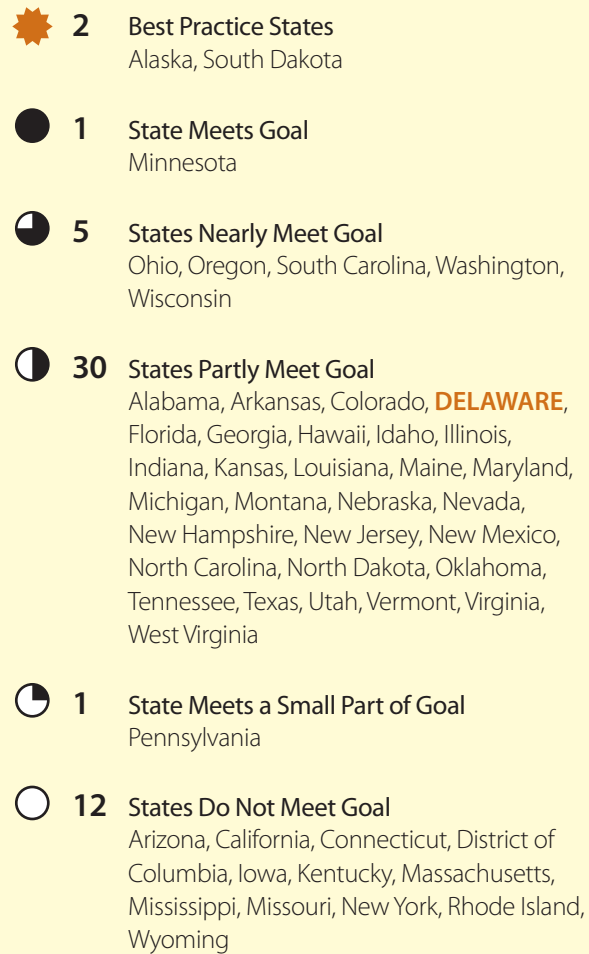 2 Best Practice States
Alaska, South Dakota
1 State Meets Goal
Minnesota
5 States Nearly Meet Goal
Ohio, Oregon, South Carolina, Washington,
Wisconsin
30 States Partly Meet Goal
Alabama, Arkansas, Colorado, DELAWARE,
Florida, Georgia, Hawaii, Idaho, Illinois,
Indiana, Kansas, Louisiana, Maine, Maryland,
Michigan, Montana, Nebraska, Nevada,
New Hampshire, New Jersey, New Mexico,
North Carolina, North Dakota, Oklahoma,
Tennessee, Texas, Utah, Vermont, Virginia,
West Virginia
1 State Meets a Small Part of Goal
Pennsylvania
12 States Do Not Meet Goal
Arizona, California, Connecticut, District of
Columbia, Iowa, Kentucky, Massachusetts,
Mississippi, Missouri, New York, Rhode Island,
Wyoming